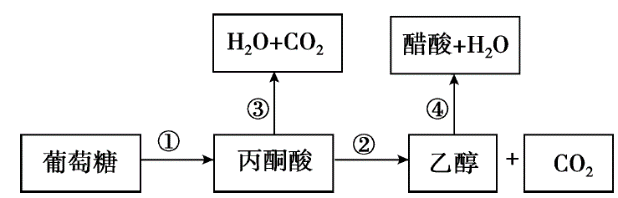 H₂O+CO₂
醋酸+H₂O
③
④
葡萄糖
①
丙酮酸
②
乙醇
+
CO₂